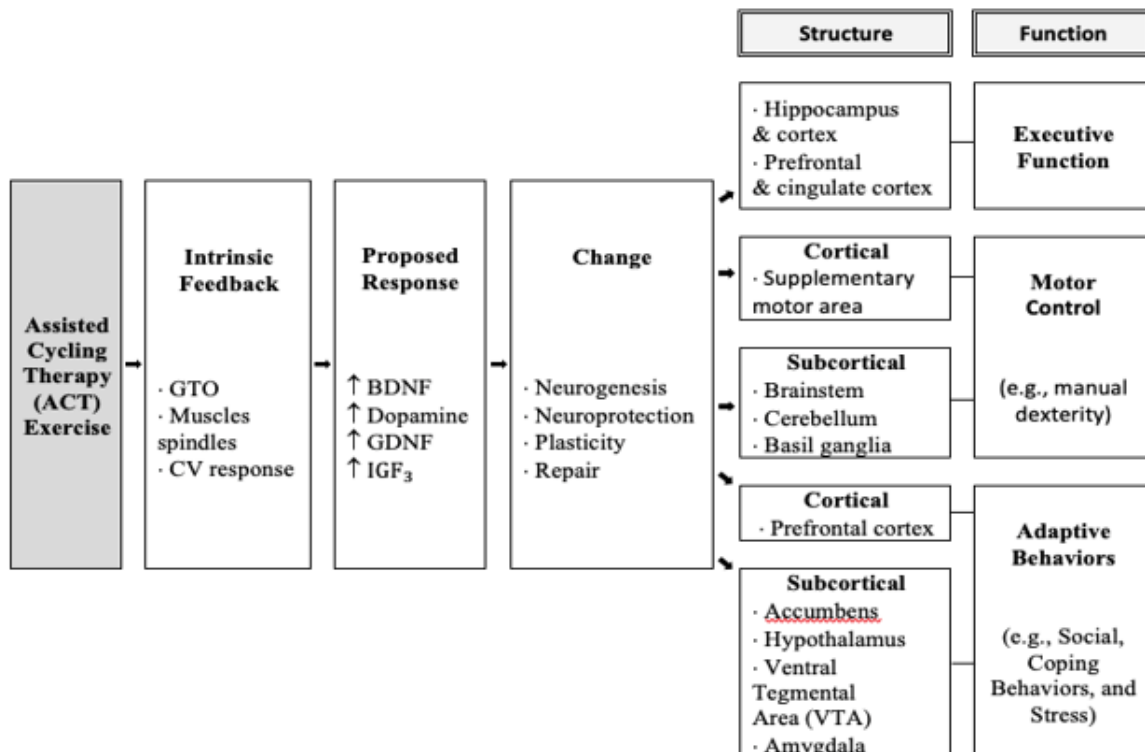 Structure
Function
· Hippocampus
& cortex
· Prefrontal
& cingulate cortex
Executive
Function
Assisted
Cycling
Therapy
(ACT)
Exercise
Intrinsic
Feedback
· GTO
· Muscles
spindles
· CV response
Proposed
Response
↑ BDNF
↑ Dopamine
↑ GDNF
↑ IGF₃
Change
· Neurogenesis
· Neuroprotection
· Plasticity
· Repair
Cortical
· Supplementary
motor area
Subcortical
· Brainstem
· Cerebellum
· Basil ganglia
Motor
Control
(e.g., manual
dexterity)
Cortical
· Prefrontal cortex
Subcortical
· Accumbens
· Hypothalamus
· Ventral
Tegmental
Area (VTA)
· Amygdala
Adaptive
Behaviors
(e.g., Social,
Coping
Behaviors, and
Stress)